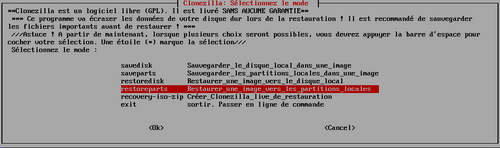 Clonezilla: Sélectionnez le mode
**Clonezilla est un logiciel libre (GPL). Il est livré SANS AUCUNE GARANTIE**
*** Ce programme va écraser les données de votre disque dur lors de la restauration ! Il est recommandé de sauvegarder
les fichiers importants avant de restaurer ! ***
///Astuce ! A partir de maintenant, lorsque plusieurs choix seront possibles, vous devrez appuyer la barre d'espace pour
cocher votre sélection. Une étoile (*) marque la sélection///
Sélectionnez le mode :
savedisk Sauvegarder_le_disque_local_dans_une_image
saveparts Sauvegarder_les_partitions_locales_dans_une_image
restoredisk Restaurer_une_image_vers_le_disque_local
restoreparts Restaurer_une_image_vers_les_partitions_locales
recovery-iso-zip Créer_Clonezilla_live_de_restauration
exit sortir. Passer en ligne de commande
<Ok> <Cancel>